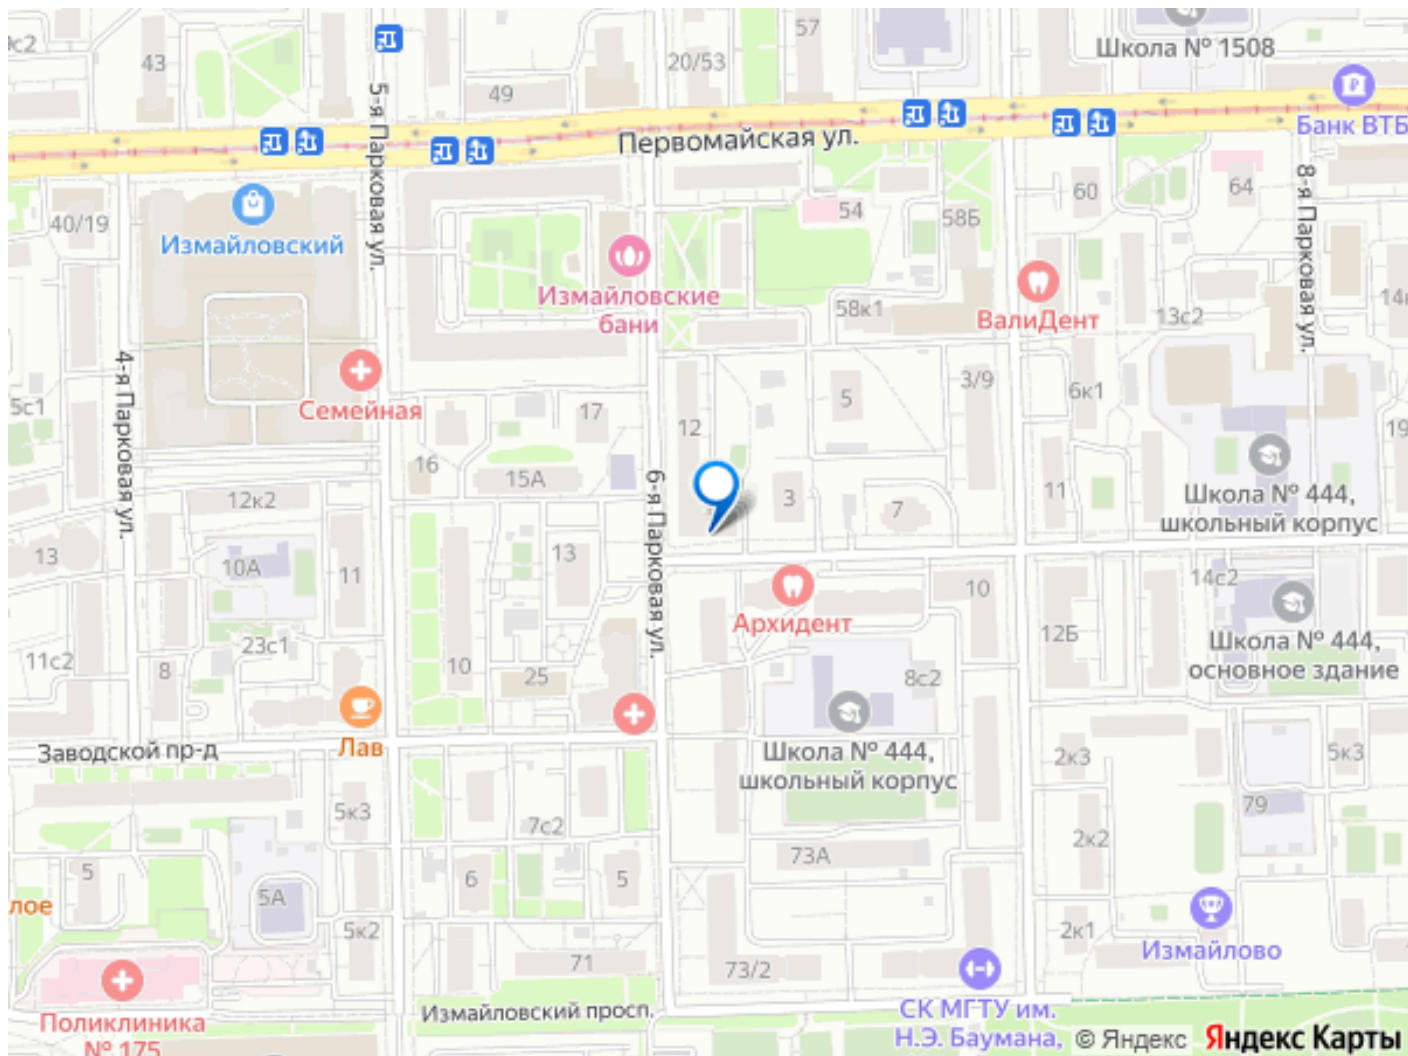 43
49
20/53
57
Школа № 1508
Банк ВТБ
5-я Парковая ул.
Первомайская ул.
40/19
Измайловский
54
58Б
60
64
8-я Парковая ул.
Измайловские
бани
58к1
ВалиДент
13с2
4-я Парковая ул.
5с1
Семейная
17
12
5
3/9
6к1
19
16
15А
6-я Парковая ул.
3
7
11
Школа № 444,
школьный корпус
12к2
13
10А
11
13
Архидент
10
14с2
12Б
Школа № 444,
основное здание
11с2
8
23с1
10
25
8с2
Заводской пр-д
Лав
Школа № 444,
школьный корпус
2к3
5к3
5к3
7с2
79
2к2
73А
5
5А
6
5
лое
5к2
2к1
Измайлово
71
73/2
Поликлиника
№ 175
Измайловский просп.
СК МГТУ им.
Н.Э. Баумана,
© Яндекс Яндекс Карты